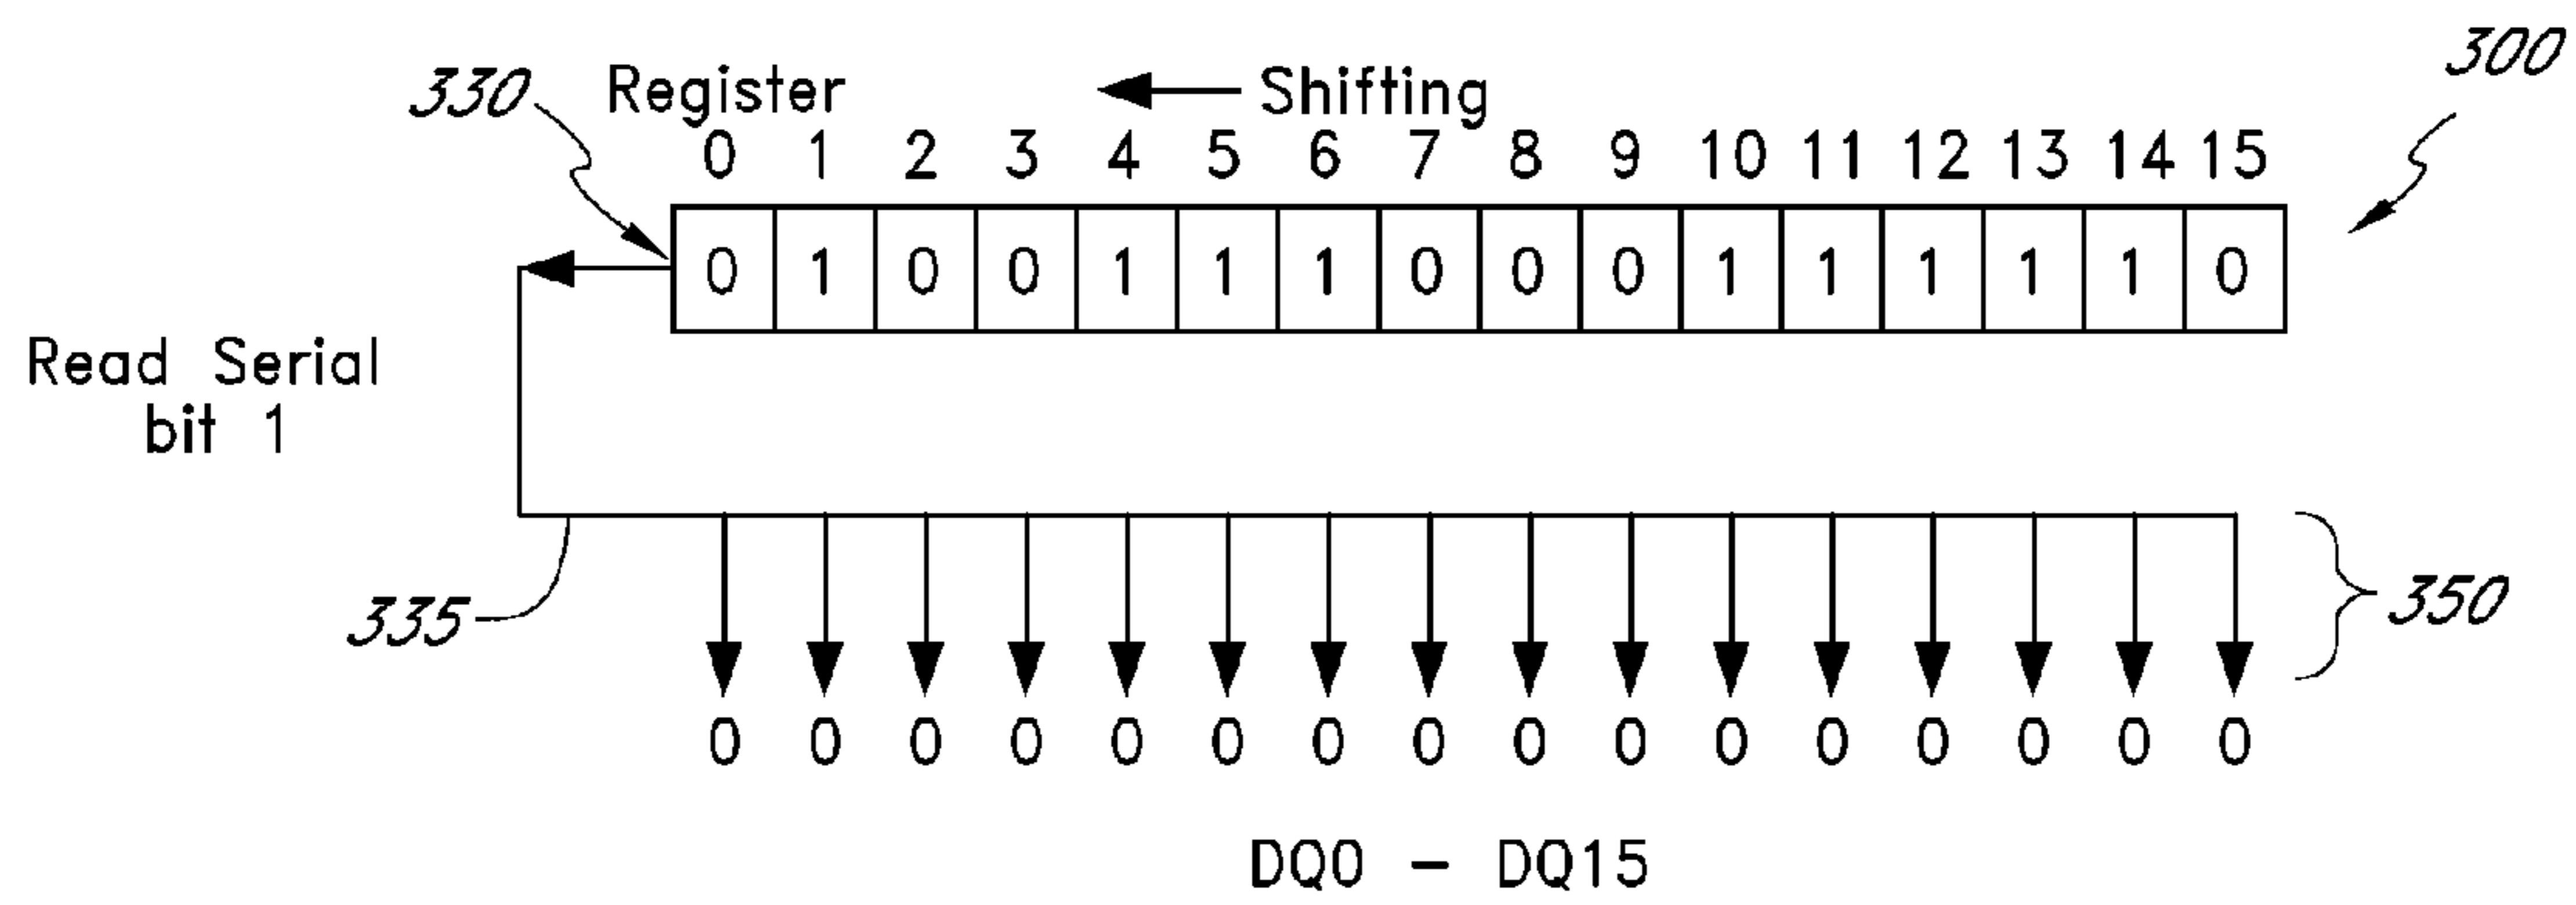 300
330 Register Shifting
0 1 2 3 4 5 6 7 8 9 10 11 12 13 14 15
0 1 0 0 1 1 1 0 0 0 1 1 1 1 1 0
Read Serial
bit 1
335
350
0 0 0 0 0 0 0 0 0 0 0 0 0 0 0 0
DQ0 - DQ15